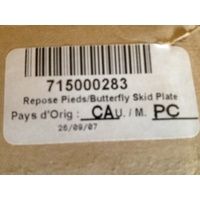 715000283
Repose Pieds/Butterfly Skid Plate
Pays d'Orig : CA U. / M. PC
26/09/07